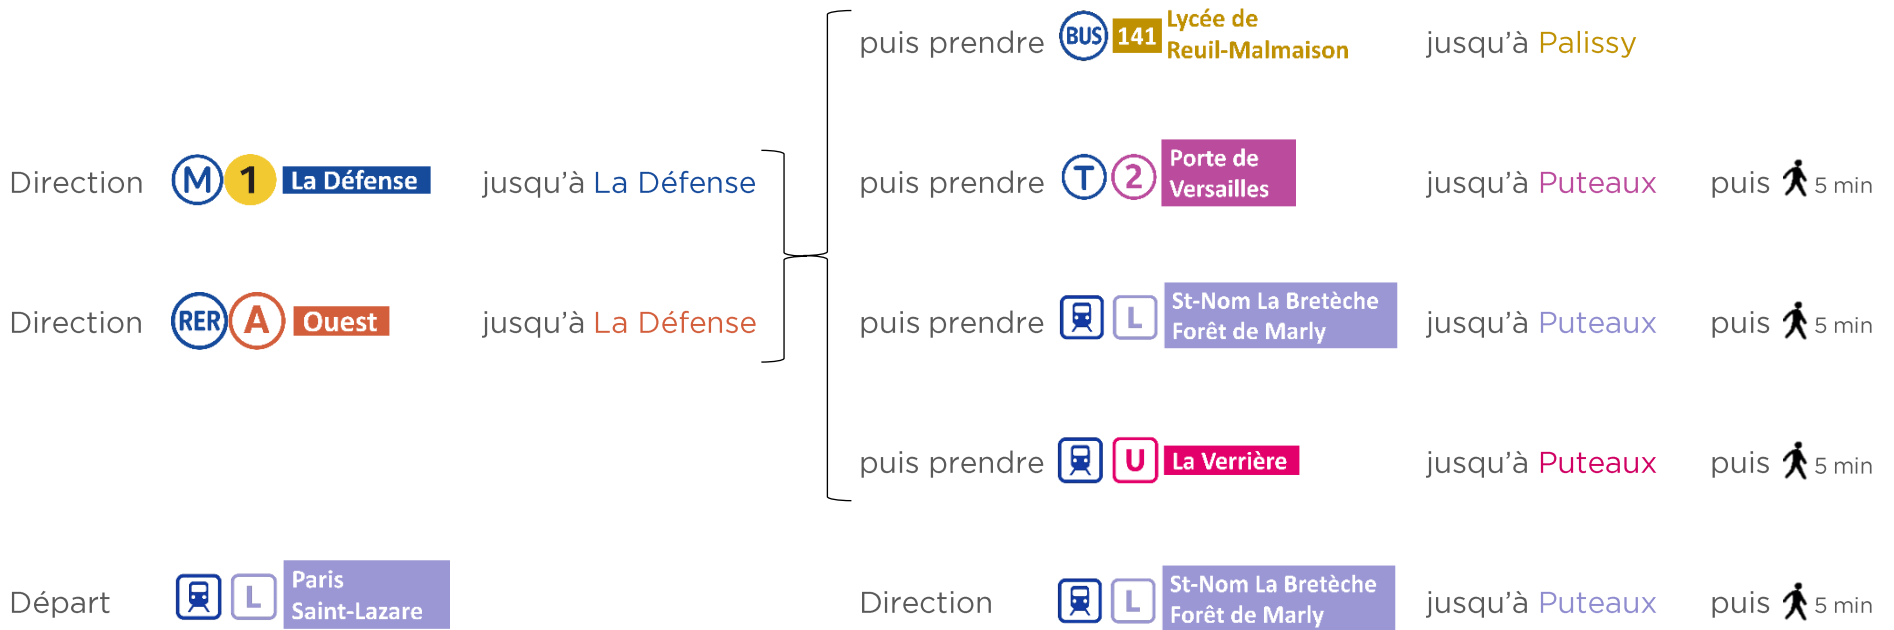 puis prendre BUS 141 Lycée de
Reuil-Malmaison jusqu'à Palissy
Direction M 1 La Défense jusqu'à La Défense puis prendre T 2 Porte de
Versailles jusqu'à Puteaux puis 5 min
Direction RER A Ouest jusqu'à La Défense puis prendre L St-Nom La Bretèche
Forêt de Marly jusqu'à Puteaux puis 5 min
puis prendre U La Verrière jusqu'à Puteaux puis 5 min
Départ L Paris
Saint-Lazare Direction L St-Nom La Bretèche
Forêt de Marly jusqu'à Puteaux puis 5 min